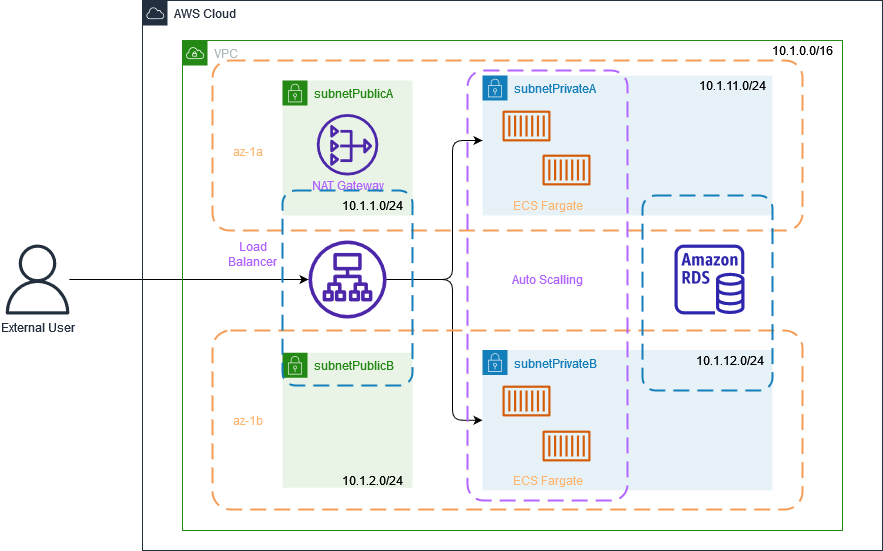 AWS Cloud
VPC
10.1.0.0/16
subnetPublicA
subnetPrivateA
10.1.11.0/24
az-1a
NAT Gateway
10.1.1.0/24
ECS Fargate
Load
Balancer
Auto Scalling
Amazon
RDS
External User
subnetPublicB
subnetPrivateB
10.1.12.0/24
az-1b
10.1.2.0/24
ECS Fargate